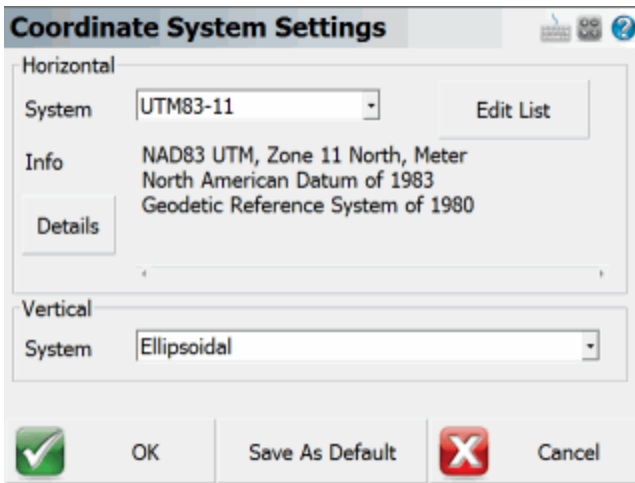 Coordinate System Settings
Horizontal
System
UTM83-11
Edit List
Info
NAD83 UTM, Zone 11 North, Meter
North American Datum of 1983
Geodetic Reference System of 1980
Details
Vertical
System
Ellipsoidal
OK
Save As Default
Cancel